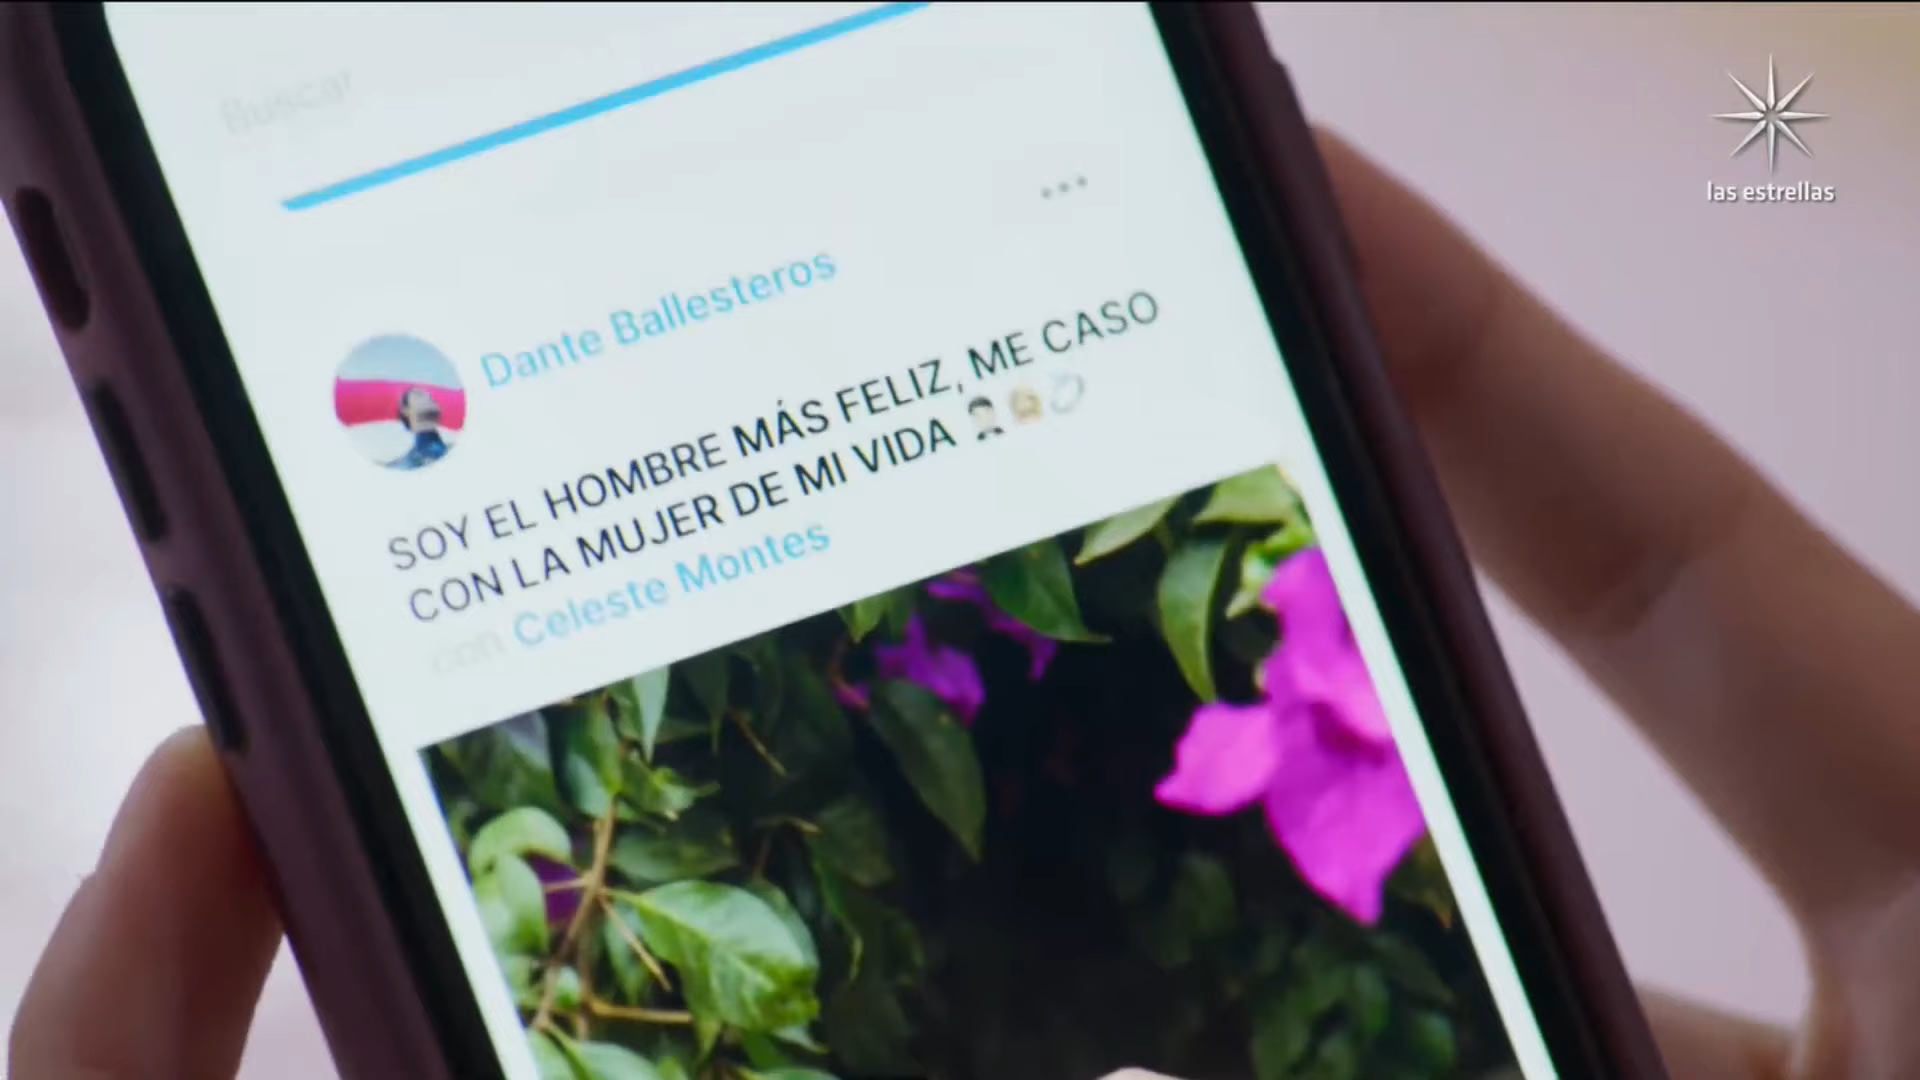 Buscar
las estrellas
Dante Ballesteros
SOY EL HOMBRE MÁS FELIZ, ME CASO
CON LA MUJER DE MI VIDA 🤵🏻👰🏼💍
con Celeste Montes